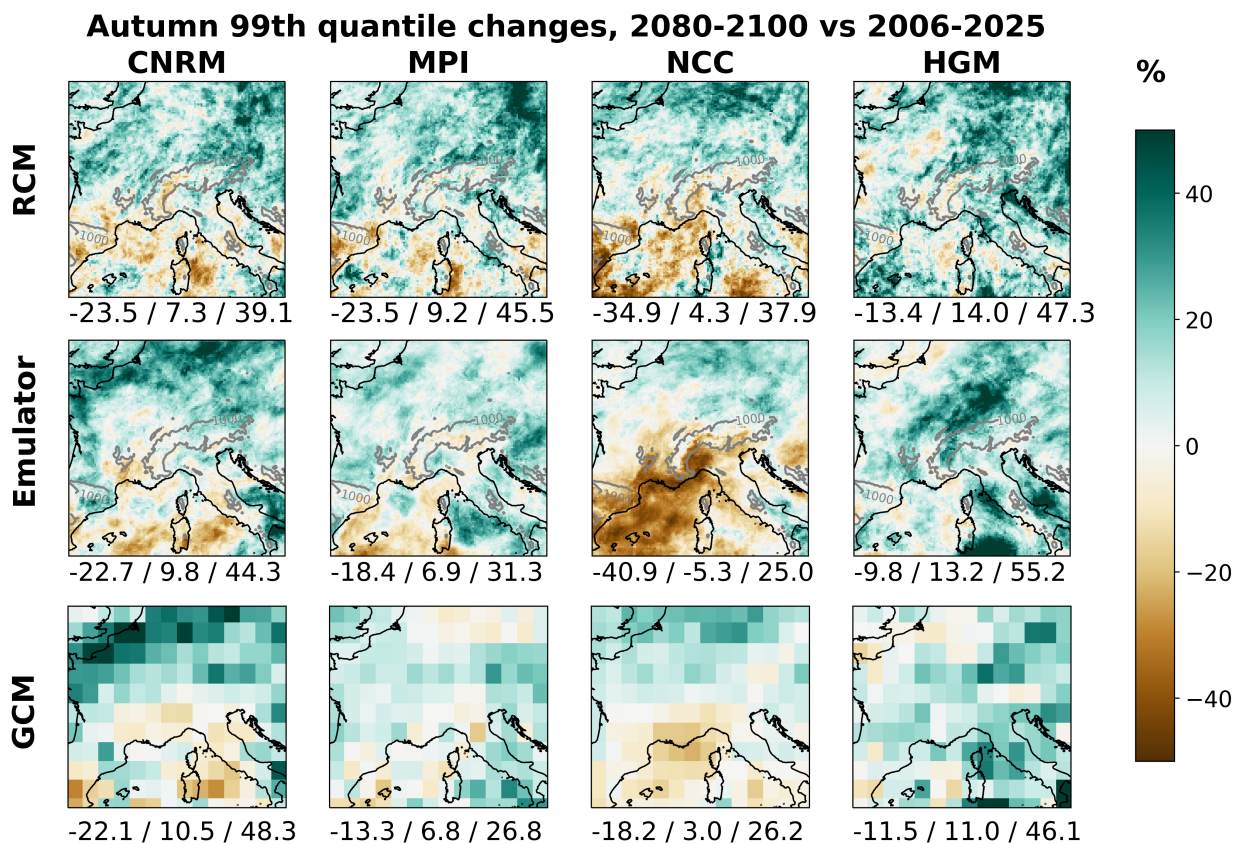 Autumn 99th quantile changes, 2080-2100 vs 2006-2025
CNRM MPI NCC HGM
%
RCM
1000 1000 1000 1000
1000 1000 1000 1000
-23.5 / 7.3 / 39.1 -23.5 / 9.2 / 45.5 -34.9 / 4.3 / 37.9 -13.4 / 14.0 / 47.3
Emulator
1000 1000 1000 1000
1000 1000 1000 1000
-22.7 / 9.8 / 44.3 -18.4 / 6.9 / 31.3 -40.9 / -5.3 / 25.0 -9.8 / 13.2 / 55.2
GCM
-22.1 / 10.5 / 48.3 -13.3 / 6.8 / 26.8 -18.2 / 3.0 / 26.2 -11.5 / 11.0 / 46.1
40
20
0
−20
−40